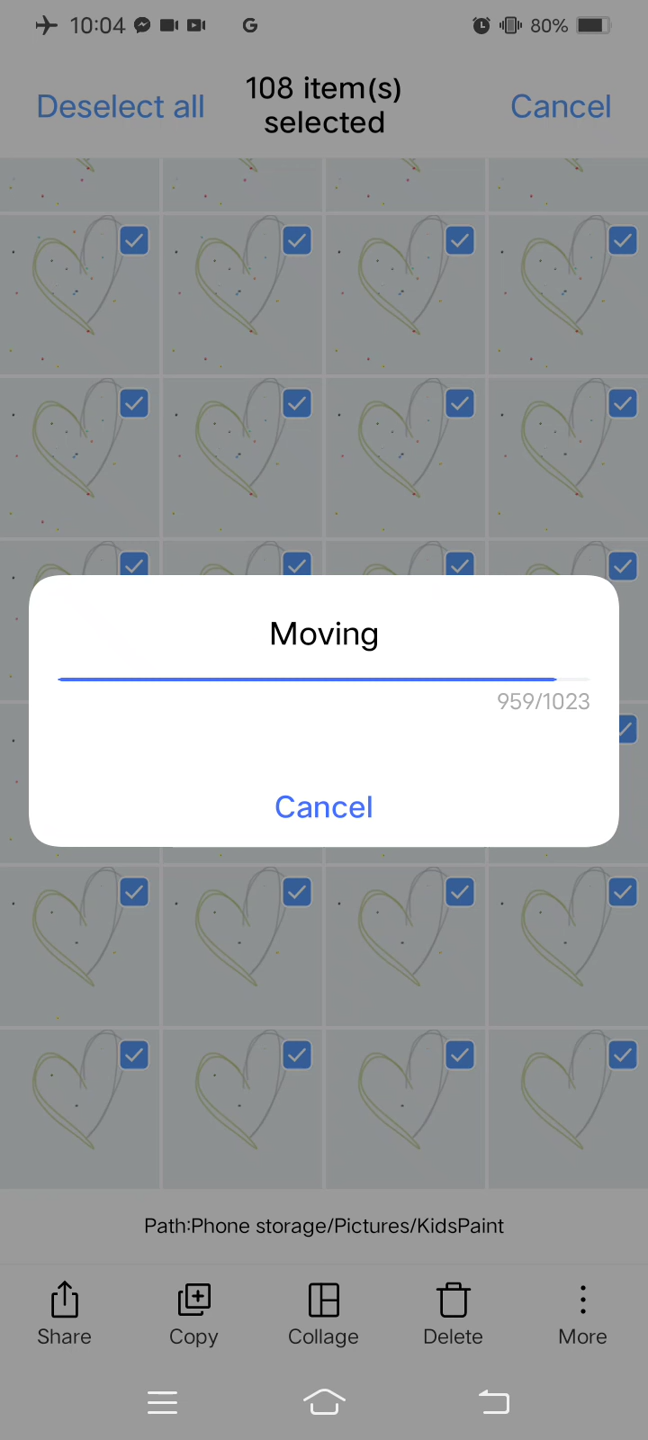 10:04
80%
Deselect all
108 item(s)
selected
Cancel
Moving
959/1023
Cancel
Path:Phone storage/Pictures/KidsPaint
Share
Copy
Collage
Delete
More